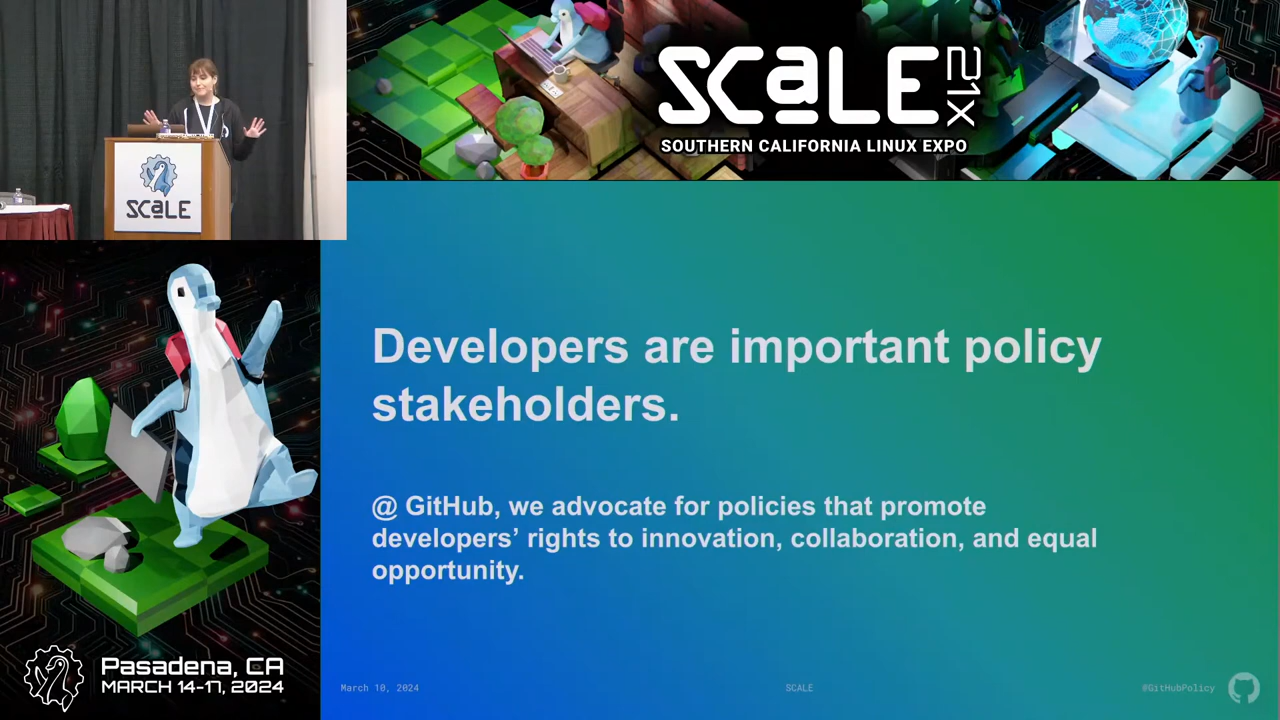 SCaLE
21X
SOUTHERN CALIFORNIA LINUX EXPO
SCaLE
Developers are important policy
stakeholders.
@ GitHub, we advocate for policies that promote
developers’ rights to innovation, collaboration, and equal
opportunity.
Pasadena, CA
MARCH 14-17, 2024
March 10, 2024
SCALE
@GitHubPolicy